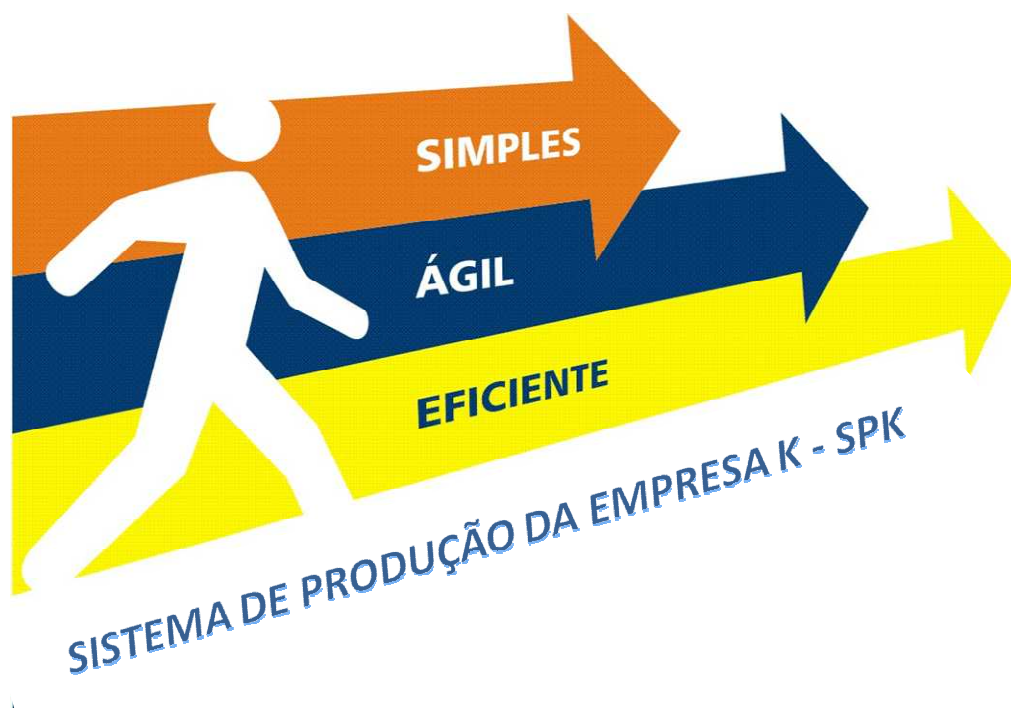 SIMPLES
ÁGIL
EFICIENTE
SISTEMA DE PRODUÇÃO DA EMPRESA K - SPK